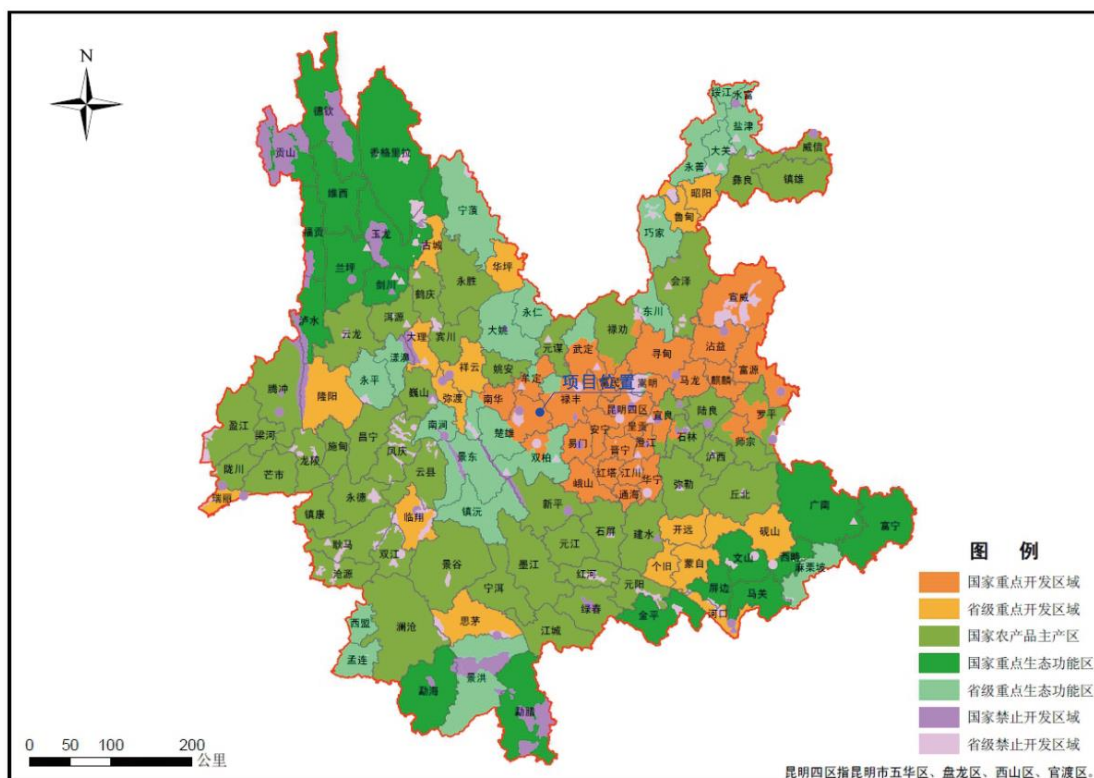 N
德钦
贡山
香格里拉
维西
福贡
玉龙
兰坪
剑川
宁蒗
古城
华坪
永胜
鹤庆
泸水
云龙
洱源
大理
宾川
漾濞
永平
祥云
弥渡
巍山
大姚
永仁
姚安
元谋
武定
禄劝
牟定
南华
楚雄
双柏
禄丰
项目位置
绥江
水富
盐津
大关
永善
威信
彝良
镇雄
昭阳
鲁甸
巧家
会泽
东川
宣威
寻甸
沾益
马龙
麒麟
富源
富民
嵩明
昆明四区
宜良
呈贡
安宁
晋宁
澄江
易门
峨山
红塔
江川
华宁
通海
石林
陆良
罗平
师宗
泸西
弥勒
丘北
腾冲
隆阳
盈江
梁河
龙陵
施甸
昌宁
凤庆
南涧
景东
云县
陇川
芒市
瑞丽
永德
镇康
临翔
镇沅
耿马
双江
沧源
新平
元江
石屏
建水
开远
砚山
广南
富宁
个旧
蒙自
文山
西畴
麻栗坡
马关
屏边
河口
金平
元阳
红河
绿春
墨江
景谷
宁洱
江城
思茅
澜沧
西盟
孟连
勐海
景洪
勐腊
图 例
国家重点开发区域
省级重点开发区域
国家农产品主产区
国家重点生态功能区
省级重点生态功能区
国家禁止开发区域
省级禁止开发区域
0 50 100 200
公里
昆明四区指昆明市五华区、盘龙区、西山区、官渡区。